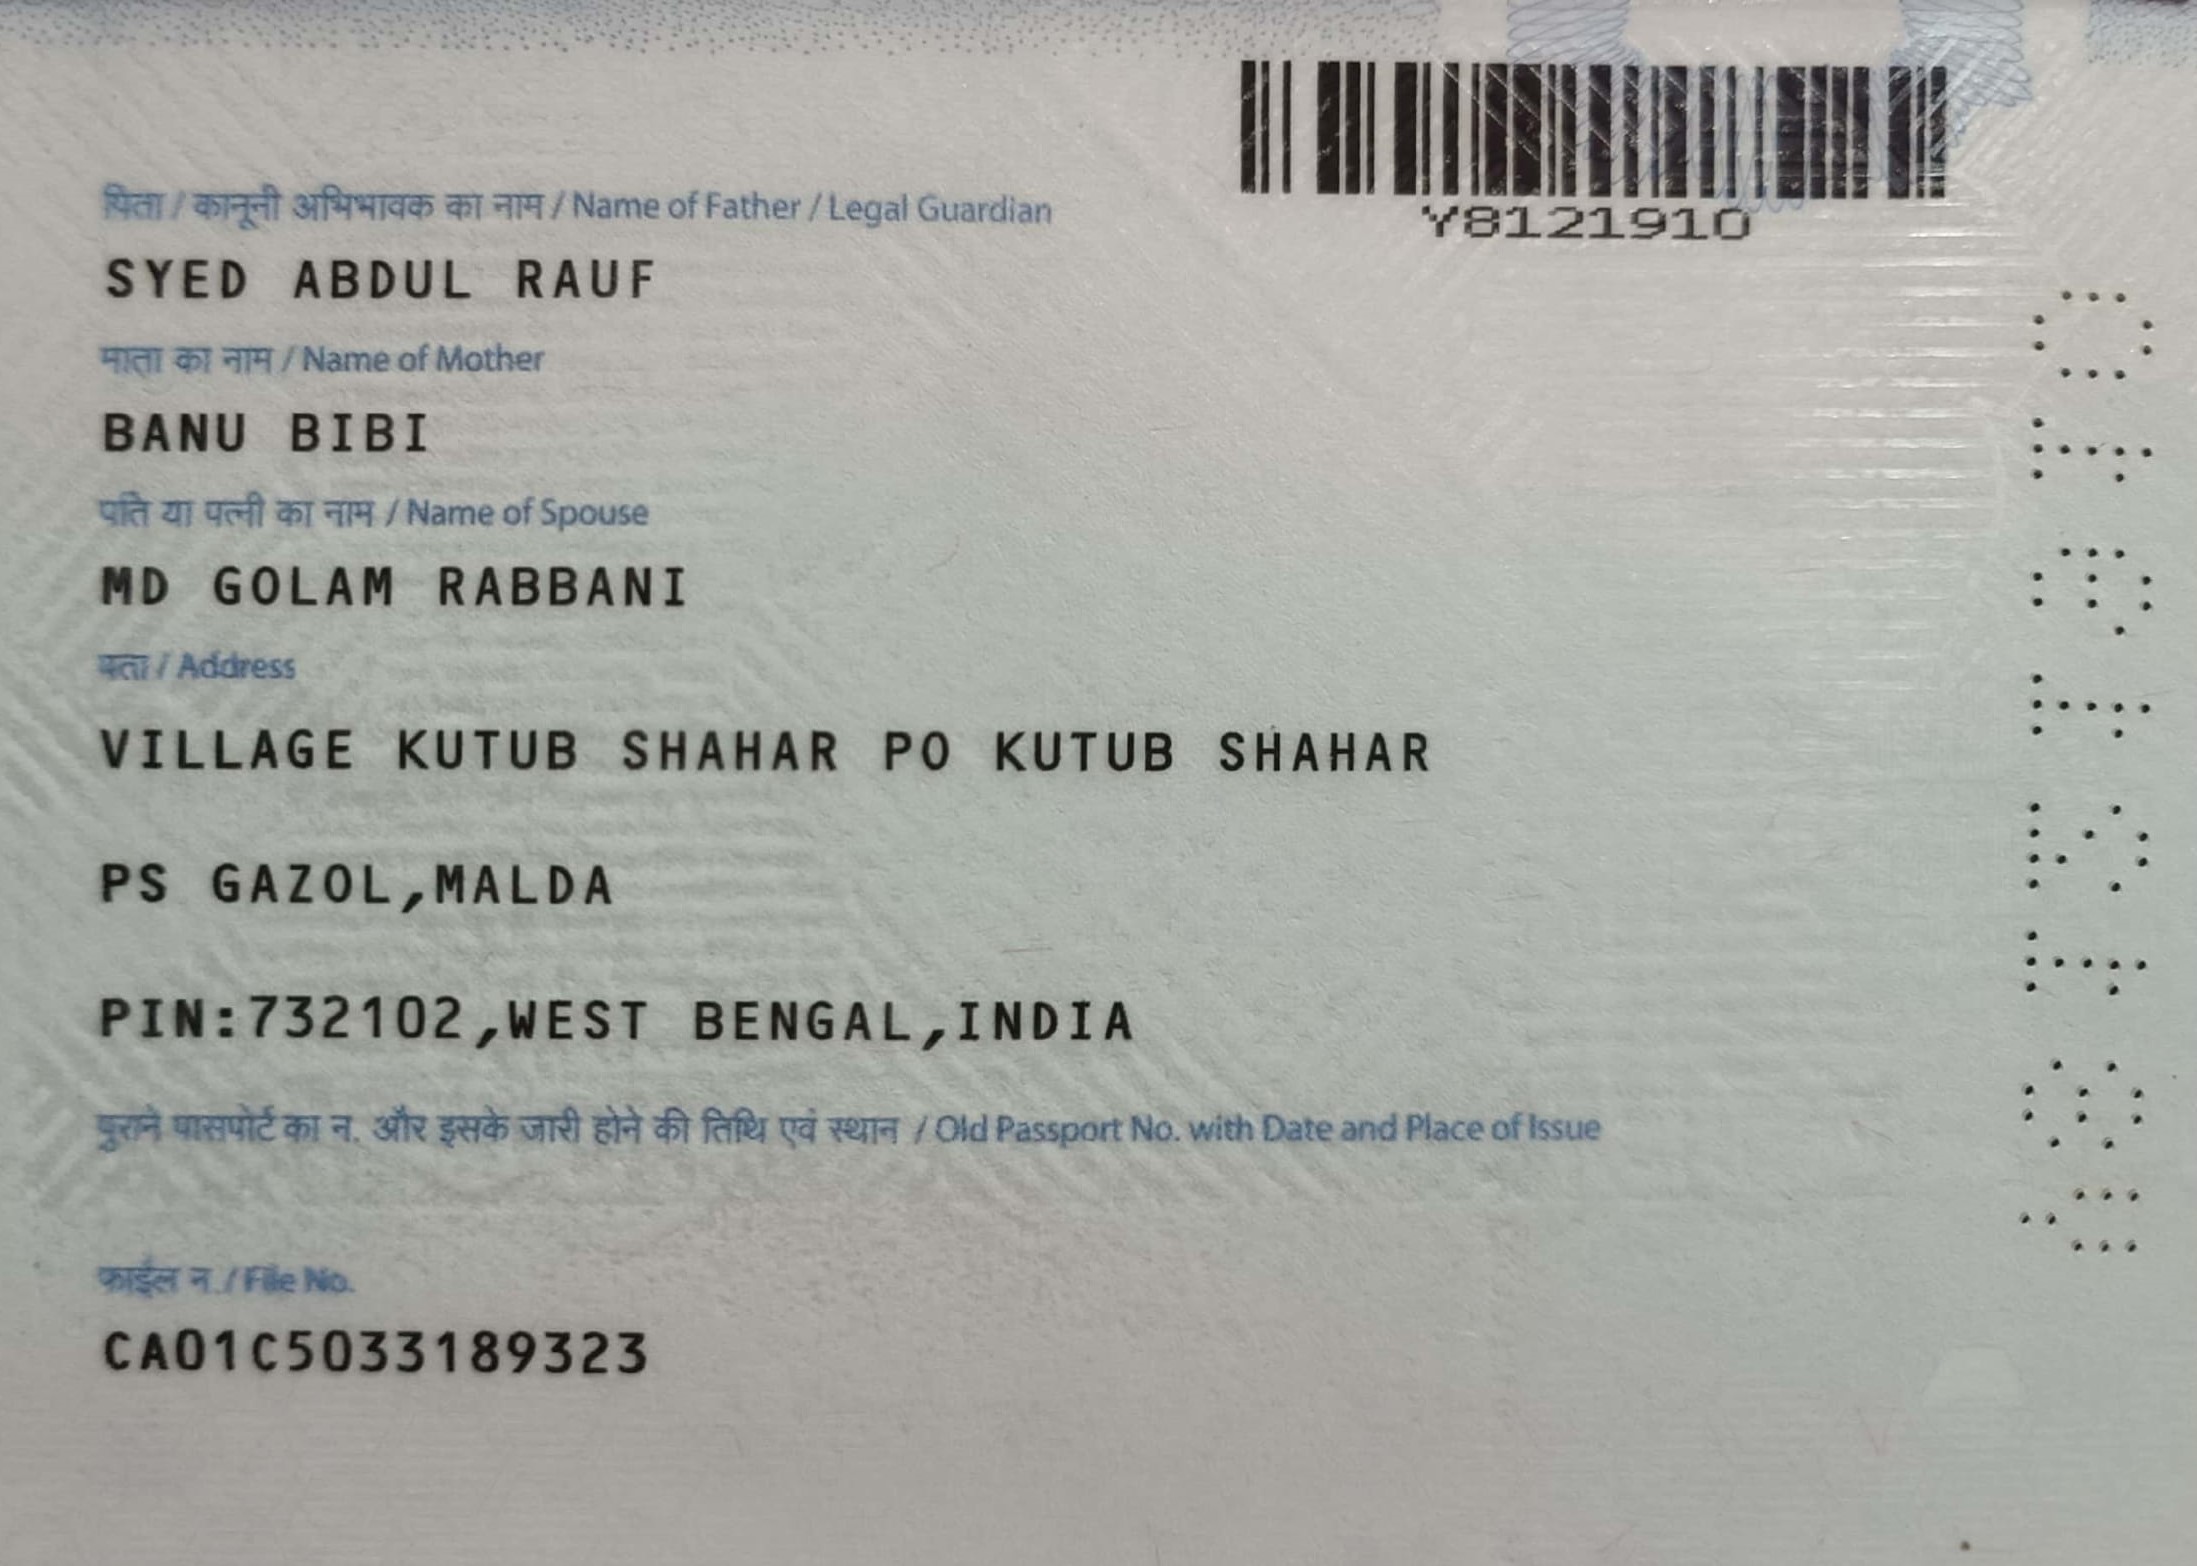 Y8121910
पिता / कानूनी अभिभावक का नाम / Name of Father / Legal Guardian
SYED ABDUL RAUF
माता का नाम / Name of Mother
BANU BIBI
पति या पत्नी का नाम / Name of Spouse
MD GOLAM RABBANI
पता / Address
VILLAGE KUTUB SHAHAR PO KUTUB SHAHAR
PS GAZOL,MALDA
PIN:732102,WEST BENGAL,INDIA
पुराने पासपोर्ट का न. और इसके जारी होने की तिथि एवं स्थान / Old Passport No. with Date and Place of Issue
फाईल न. / File No.
CA01C5033189323
Y8121910